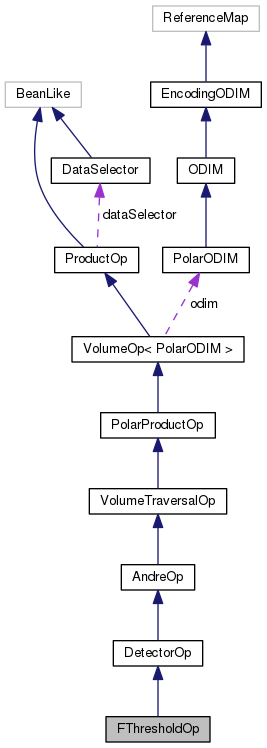 ReferenceMap
BeanLike
EncodingODIM
DataSelector
ODIM
dataSelector
ProductOp
PolarODIM
odim
VolumeOp< PolarODIM >
PolarProductOp
VolumeTraversalOp
AndreOp
DetectorOp
FThresholdOp